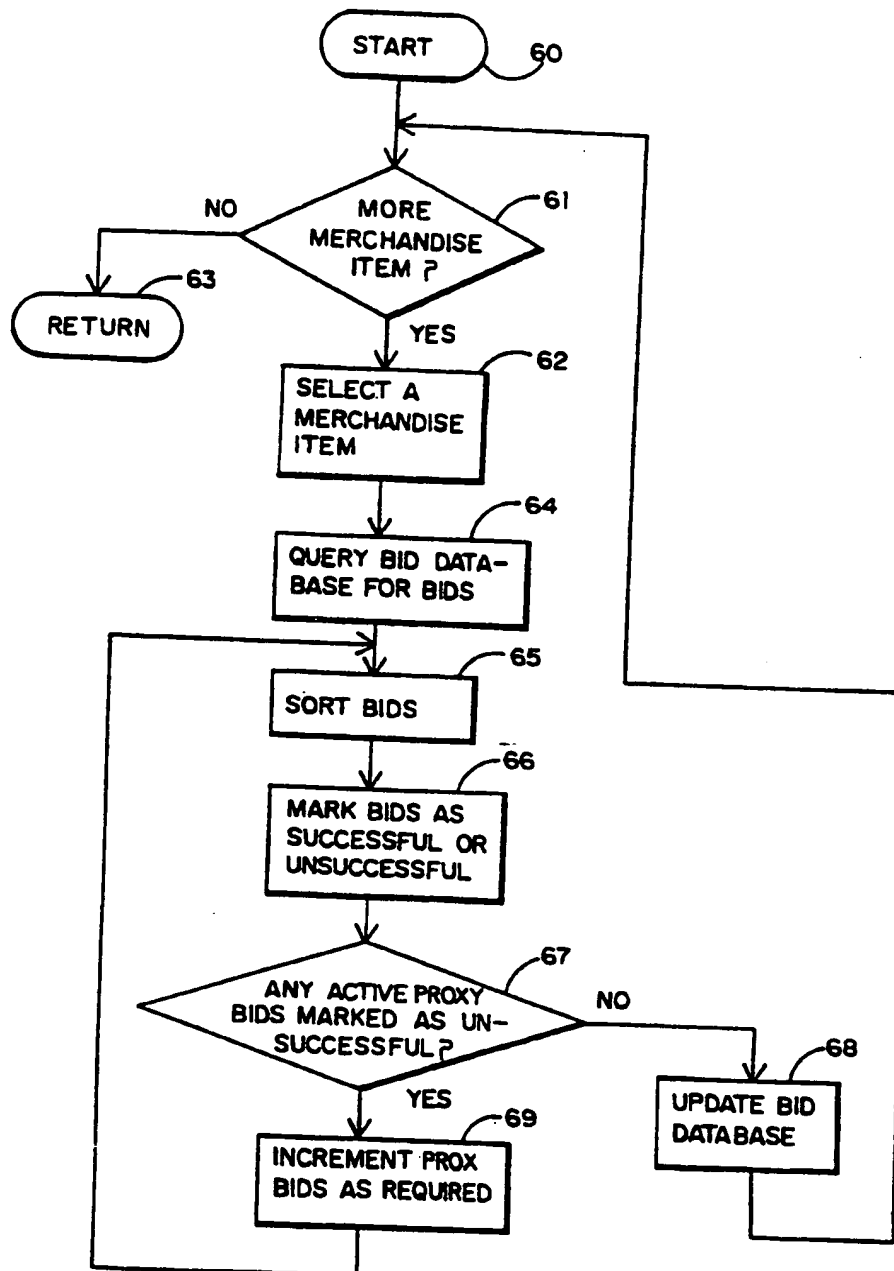 START
60
NO
MORE
MERCHANDISE
ITEM ?
61
63
RETURN
YES
62
SELECT A
MERCHANDISE
ITEM
64
QUERY BID DATA-
BASE FOR BIDS
65
SORT BIDS
66
MARK BIDS AS
SUCCESSFUL OR
UNSUCCESSFUL
67
ANY ACTIVE PROXY
BIDS MARKED AS UN-
SUCCESSFUL ?
NO
68
UPDATE BID
DATABASE
YES
69
INCREMENT PROX
BIDS AS REQUIRED